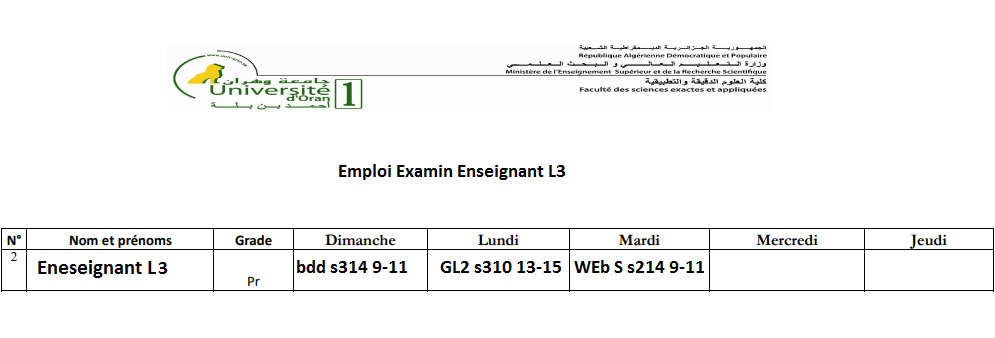 الجمهورية الجزائرية الديمقراطية الشعبية
République Algérienne Démocratique et Populaire
وزارة التعليم العالي و البحث العلمي
Ministère de l'Enseignement Supérieur et de la Recherche Scientifique
كلية العلوم الدقيقة والتطبيقية
Faculté des sciences exactes et appliquées
جامعة وهران
Université
d'Oran 1
أحمد بن بلة
Emploi Examin Enseignant L3
N° Nom et prénoms Grade Dimanche Lundi Mardi Mercredi Jeudi
2 Eneseignant L3 Pr bdd s314 9-11 GL2 s310 13-15 WEb S s214 9-11